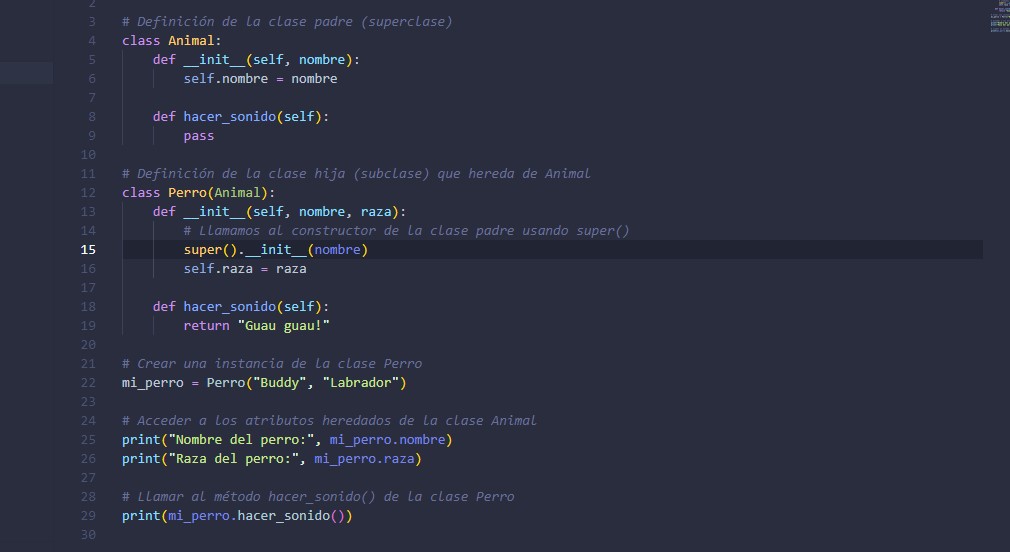 2
3 # Definición de la clase padre (superclase)
4 class Animal:
5     def __init__(self, nombre):
6         self.nombre = nombre
7
8     def hacer_sonido(self):
9         pass
10
11 # Definición de la clase hija (subclase) que hereda de Animal
12 class Perro(Animal):
13     def __init__(self, nombre, raza):
14         # Llamamos al constructor de la clase padre usando super()
15         super().__init__(nombre)
16         self.raza = raza
17
18     def hacer_sonido(self):
19         return "Guau guau!"
20
21 # Crear una instancia de la clase Perro
22 mi_perro = Perro("Buddy", "Labrador")
23
24 # Acceder a los atributos heredados de la clase Animal
25 print("Nombre del perro:", mi_perro.nombre)
26 print("Raza del perro:", mi_perro.raza)
27
28 # Llamar al método hacer_sonido() de la clase Perro
29 print(mi_perro.hacer_sonido())
30